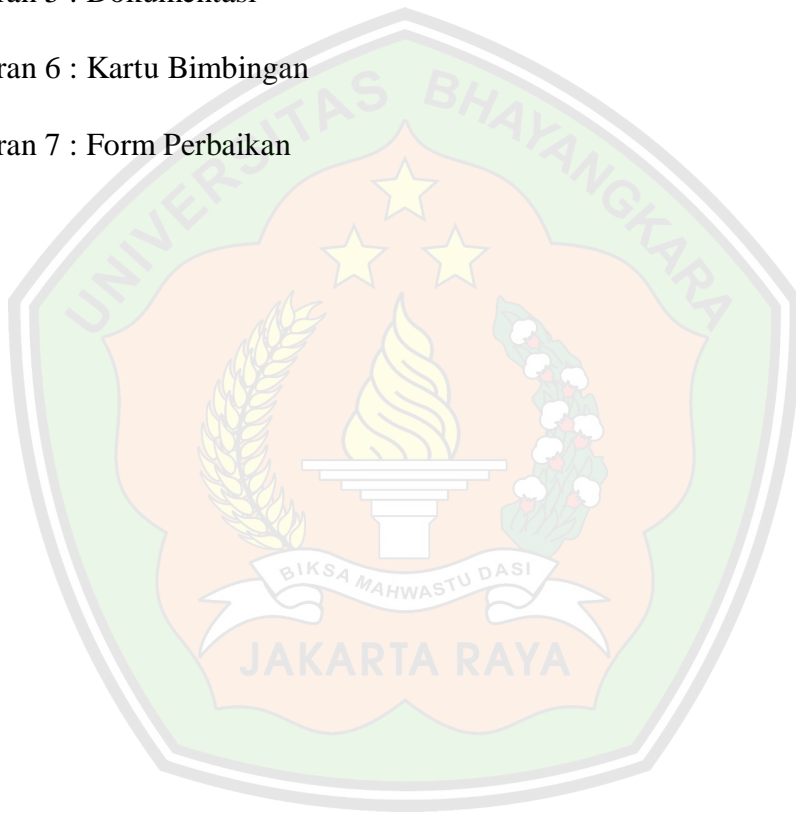 ran 6 : Kartu Bimbingan
ran 7 : Form Perbaikan
UNIVERSITAS BHAYANGKARA
BIKSA MAHWASTU DASI
JAKARTA RAYA